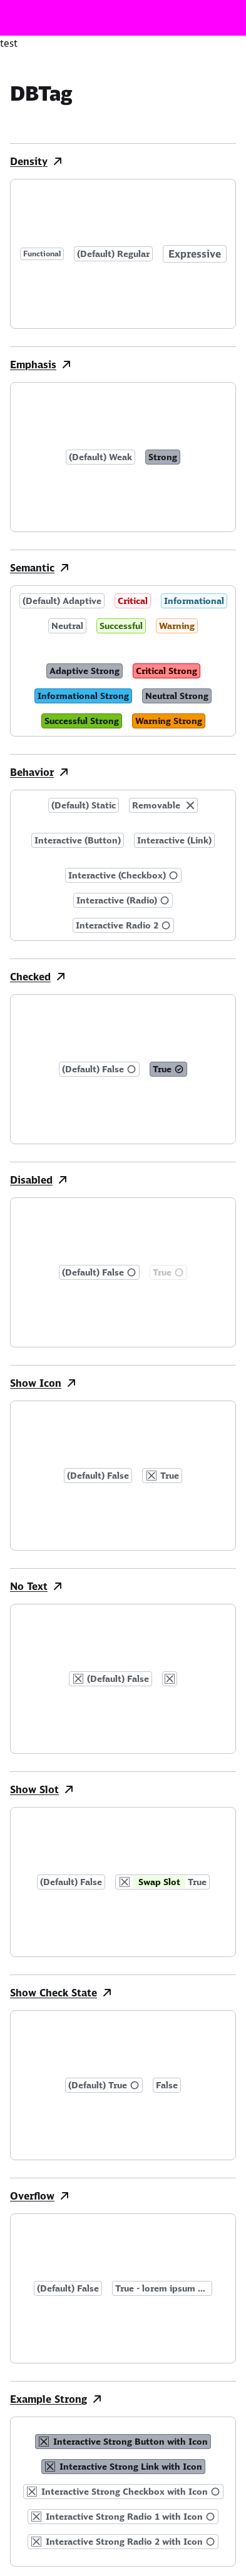 test
DBTag
Density
Functional (Default) Regular Expressive
Emphasis
(Default) Weak Strong
Semantic
(Default) Adaptive Critical Informational
Neutral Successful Warning
Adaptive Strong Critical Strong
Informational Strong Neutral Strong
Successful Strong Warning Strong
Behavior
(Default) Static Removable
Interactive (Button) Interactive (Link)
Interactive (Checkbox)
Interactive (Radio)
Interactive Radio 2
Checked
(Default) False True
Disabled
(Default) False True
Show Icon
(Default) False True
No Text
(Default) False
Show Slot
(Default) False Swap Slot True
Show Check State
(Default) True False
Overflow
(Default) False True - lorem ipsum ...
Example Strong
Interactive Strong Button with Icon
Interactive Strong Link with Icon
Interactive Strong Checkbox with Icon
Interactive Strong Radio 1 with Icon
Interactive Strong Radio 2 with Icon